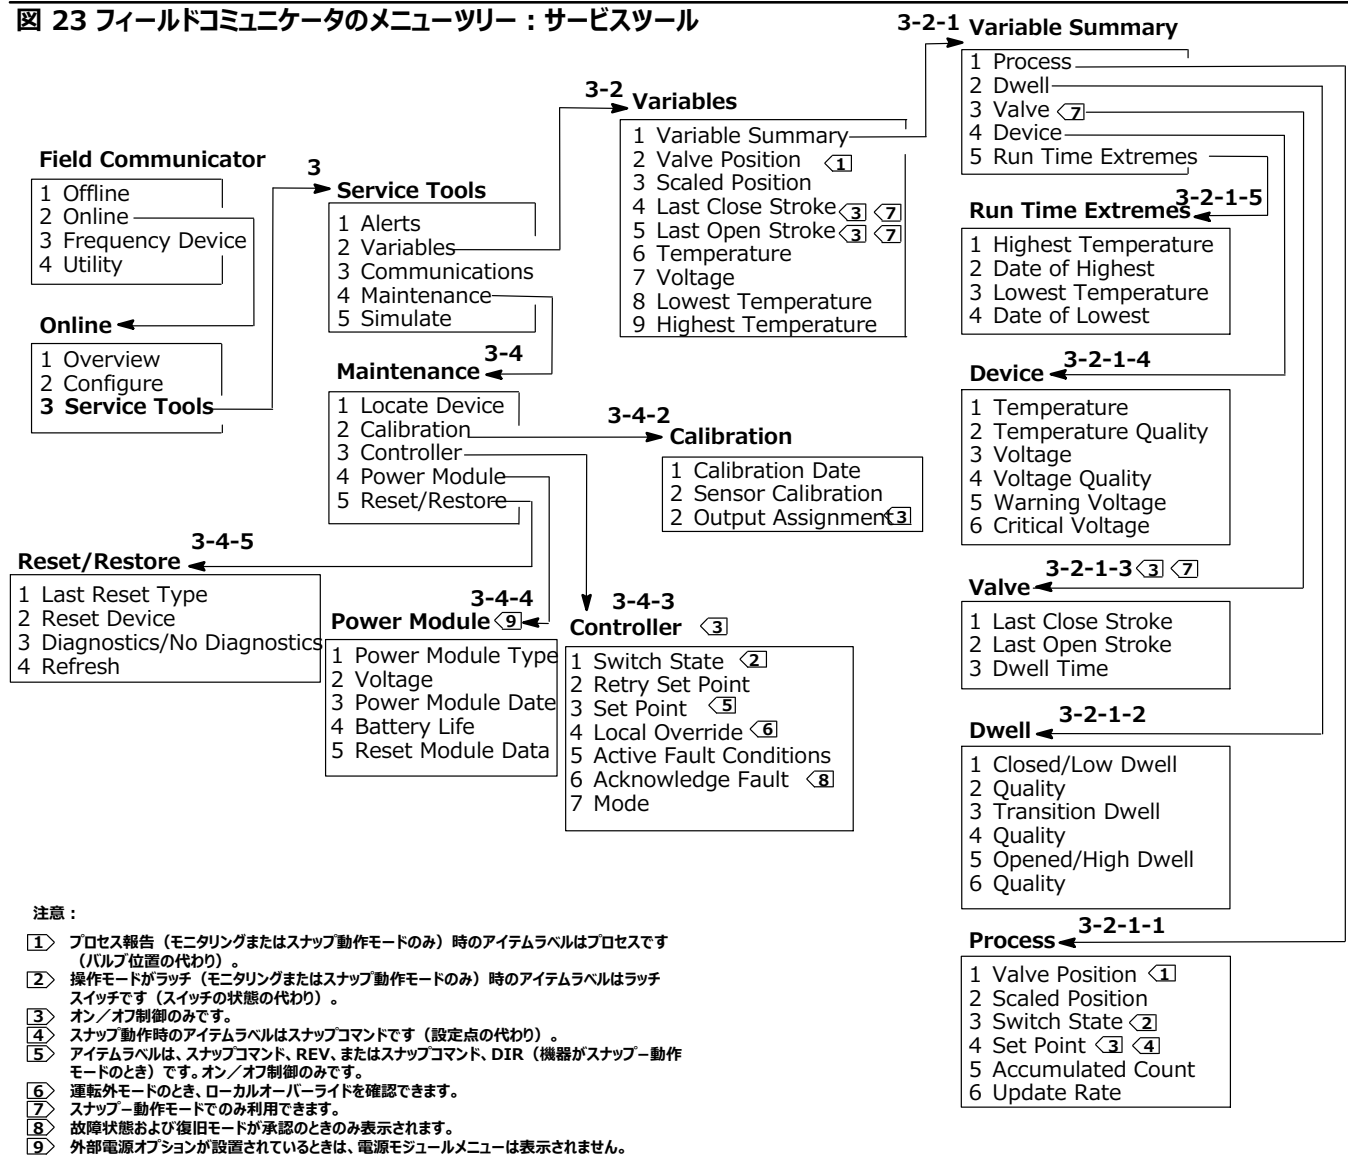 図 23 フィールドコミュニケータのメニューツリー：サービスツール
Field Communicator
1 Offline
2 Online
3 Frequency Device
4 Utility
Online
1 Overview
2 Configure
3 Service Tools
3
Service Tools
1 Alerts
2 Variables
3 Communications
4 Maintenance
5 Simulate
3-2
Variables
1 Variable Summary
2 Valve Position 1
3 Scaled Position
4 Last Close Stroke 3 7
5 Last Open Stroke 3 7
6 Temperature
7 Voltage
8 Lowest Temperature
9 Highest Temperature
3-2-1
Variable Summary
1 Process
2 Dwell
3 Valve 7
4 Device
5 Run Time Extremes
3-2-1-5
Run Time Extremes
1 Highest Temperature
2 Date of Highest
3 Lowest Temperature
4 Date of Lowest
3-4
Maintenance
1 Locate Device
2 Calibration
3 Controller
4 Power Module
5 Reset/Restore
3-4-2
Calibration
1 Calibration Date
2 Sensor Calibration
2 Output Assignment 3
3-2-1-4
Device
1 Temperature
2 Temperature Quality
3 Voltage
4 Voltage Quality
5 Warning Voltage
6 Critical Voltage
3-4-5
Reset/Restore
1 Last Reset Type
2 Reset Device
3 Diagnostics/No Diagnostics
4 Refresh
3-4-4
Power Module 9
1 Power Module Type
2 Voltage
3 Power Module Date
4 Battery Life
5 Reset Module Data
3-4-3
Controller 3
1 Switch State 2
2 Retry Set Point
3 Set Point 5
4 Local Override 6
5 Active Fault Conditions
6 Acknowledge Fault 8
7 Mode
3-2-1-3 3 7
Valve
1 Last Close Stroke
2 Last Open Stroke
3 Dwell Time
3-2-1-2
Dwell
1 Closed/Low Dwell
2 Quality
3 Transition Dwell
4 Quality
5 Opened/High Dwell
6 Quality
3-2-1-1
Process
1 Valve Position 1
2 Scaled Position
3 Switch State 2
4 Set Point 3 4
5 Accumulated Count
6 Update Rate
注意：
1 プロセス報告（モニタリングまたはスナップ動作モードのみ）時のアイテムラベルはプロセスです
（バルブ位置の代わり）。
2 操作モードがラッチ（モニタリングまたはスナップ動作モードのみ）時のアイテムラベルはラッチ
スイッチです（スイッチの状態の代わり）。
3 オン／オフ制御のみです。
4 スナップ動作時のアイテムラベルはスナップコマンドです（設定点の代わり）。
5 アイテムラベルは、スナップコマンド、REV、またはスナップコマンド、DIR（機器がスナップ－動作
モードのとき）です。オン／オフ制御のみです。
6 運転外モードのとき、ローカルオーバーライドを確認できます。
7 スナップ－動作モードでのみ利用できます。
8 故障状態および復旧モードが承認のときのみ表示されます。
9 外部電源オプションが設置されているときは、電源モジュールメニューは表示されません。